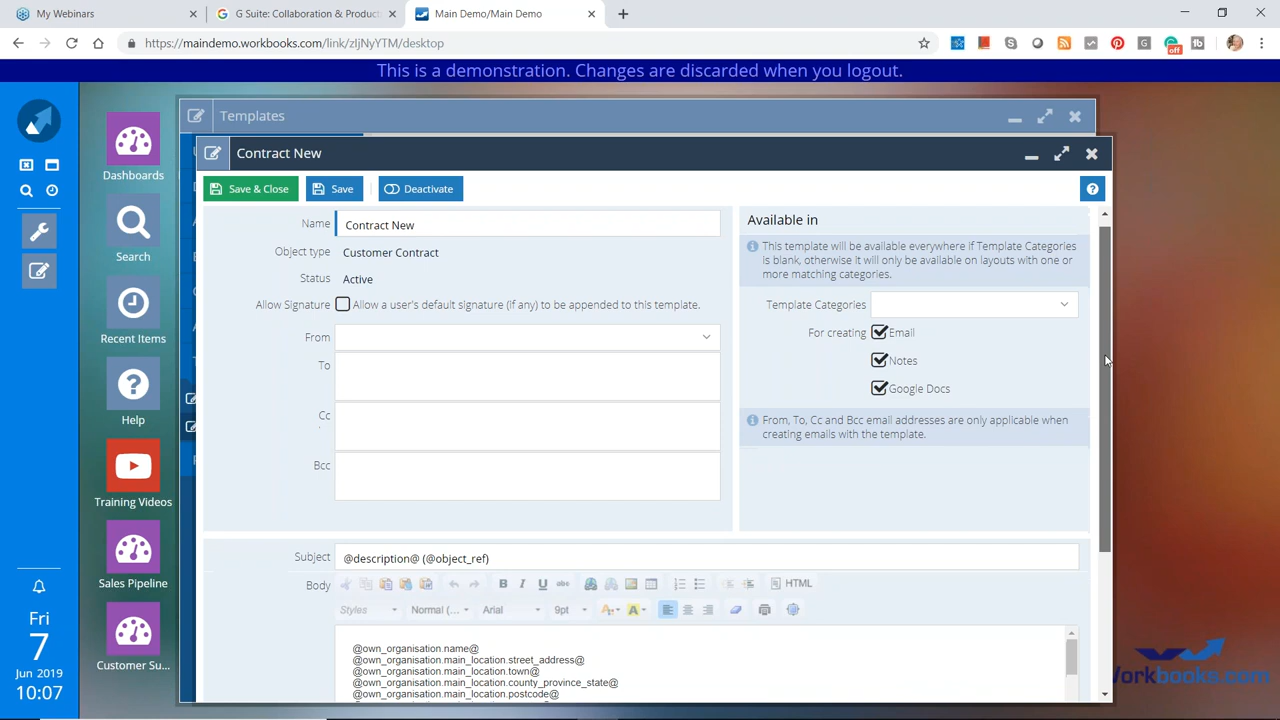 My Webinars
G Suite: Collaboration & Product
Main Demo/Main Demo
https://maindemo.workbooks.com/link/zljNyYTM/desktop
off
This is a demonstration. Changes are discarded when you logout.
Dashboards
Search
Recent Items
Help
Training Videos
Sales Pipeline
Customer Su...
Fri
7
Jun 2019
10:07
Templates
Contract New
Save & Close
Save
Deactivate
Name
Contract New
Object type
Customer Contract
Status
Active
Allow Signature
Allow a user's default signature (if any) to be appended to this template.
From
To
Cc
Bcc
Available in
This template will be available everywhere if Template Categories
is blank, otherwise it will only be available on layouts with one or
more matching categories.
Template Categories
For creating
Email
Notes
Google Docs
From, To, Cc and Bcc email addresses are only applicable when
creating emails with the template.
Subject
@description@ (@object_ref)
Body
B I U abc
HTML
Styles
Normal (...
Arial
9pt
@own_organisation.name@
@own_organisation.main_location.street_address@
@own_organisation.main_location.town@
@own_organisation.main_location.county_province_state@
@own_organisation.main_location.postcode@
orkbooks.com